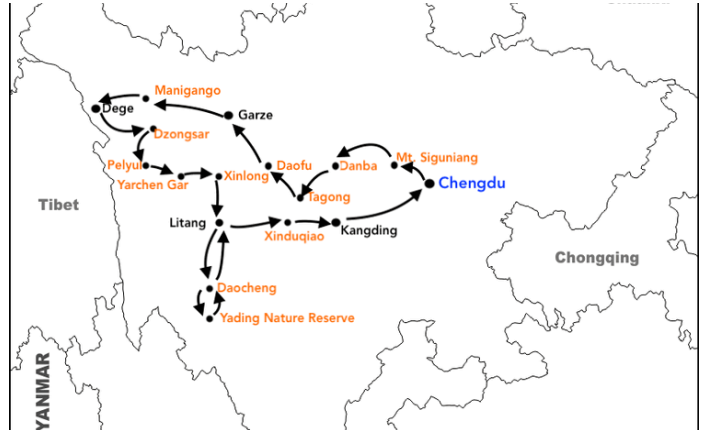 Manigango
Dege
Garze
Dzongsar
Pelyul
Yarchen Gar
Xinlong
Daofu
Danba
Mt. Siguniang
Chengdu
Tagong
Tibet
Litang
Xinduqiao
Kangding
Chongqing
Daocheng
Yading Nature Reserve
YANMAR